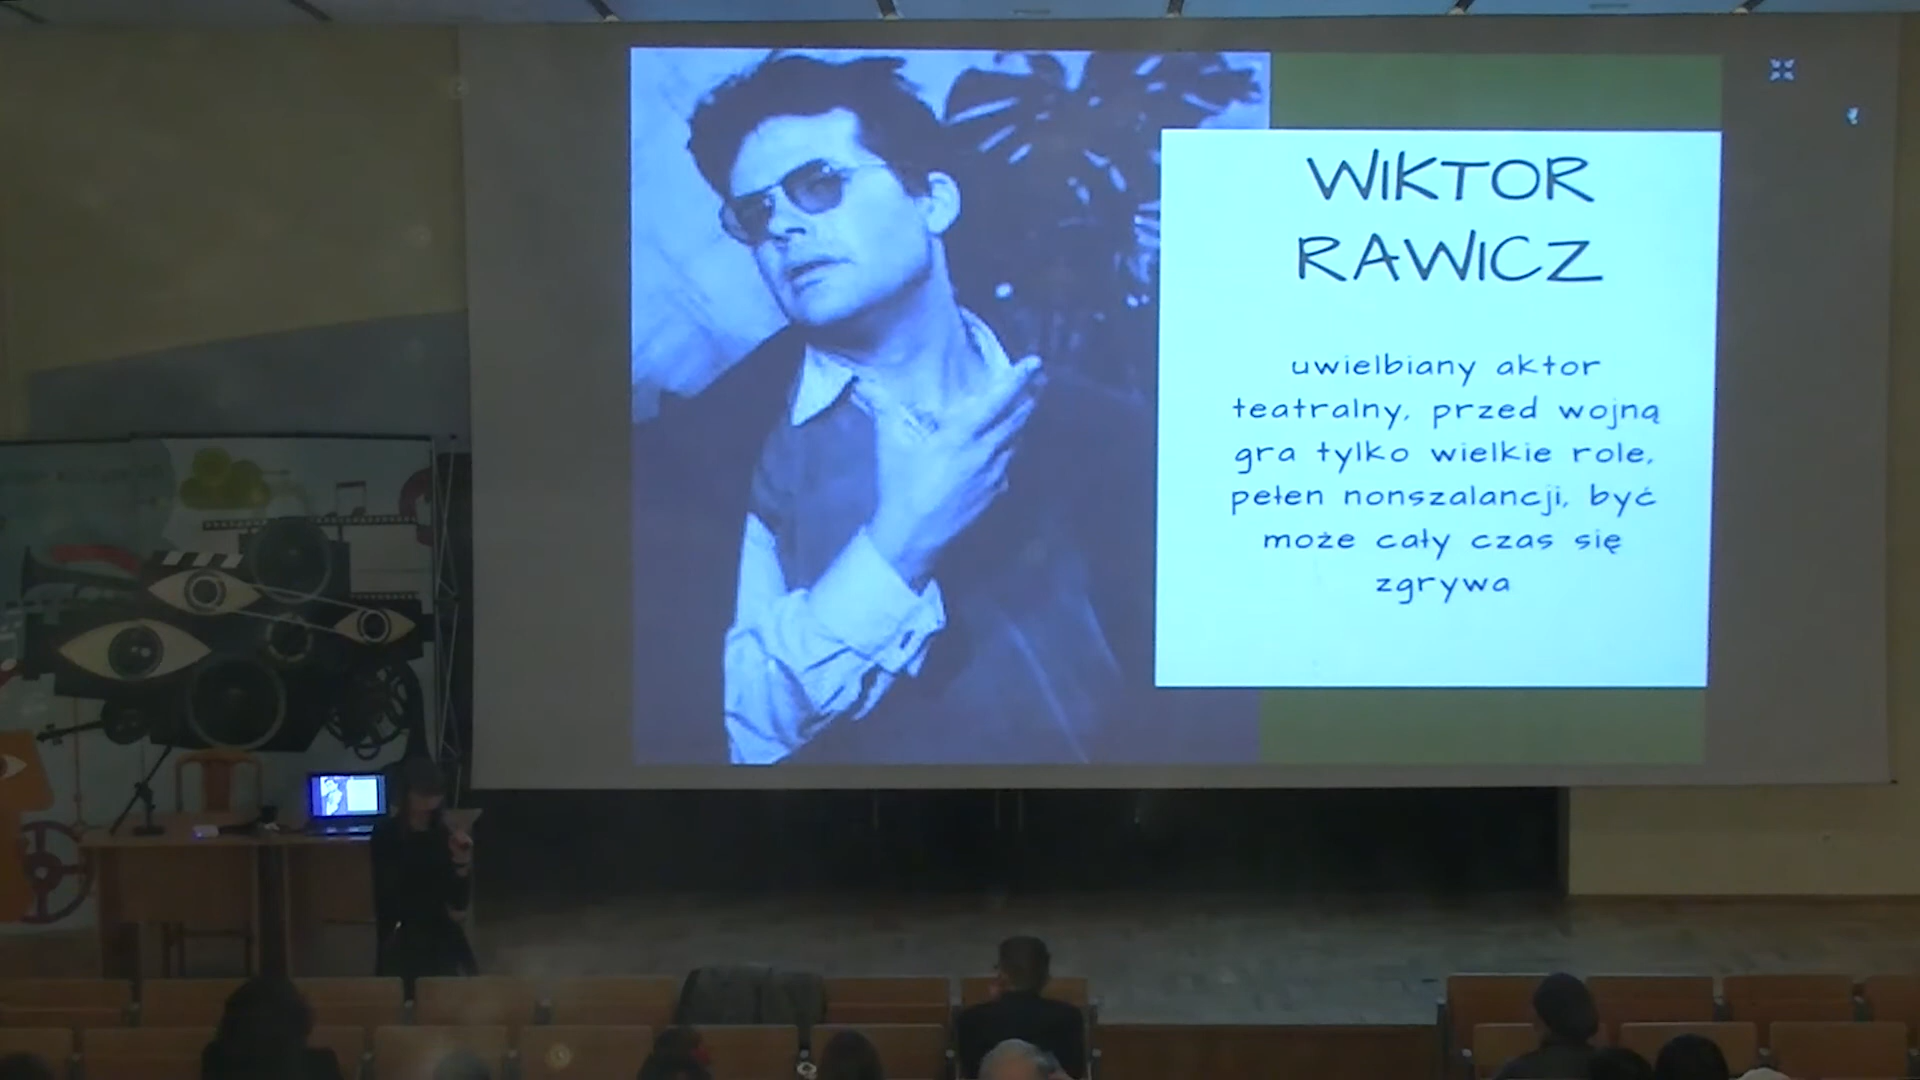 WIKTOR
RAWICZ
uwielbiany aktor
teatralny, przed wojną
gra tylko wielkie role,
pełen nonszalancji, być
może cały czas się
zgrywa